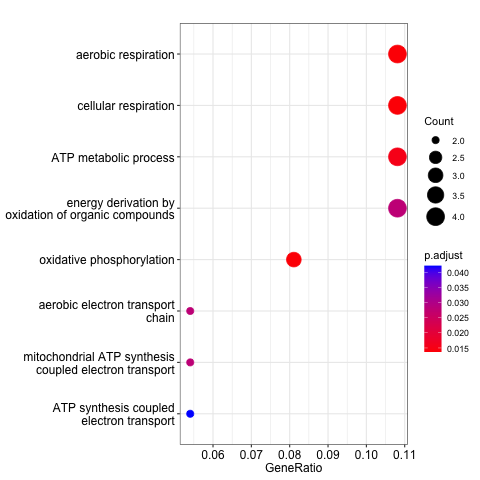 aerobic respiration
cellular respiration
ATP metabolic process
energy derivation by
oxidation of organic compounds
oxidative phosphorylation
aerobic electron transport
chain
mitochondrial ATP synthesis
coupled electron transport
ATP synthesis coupled
electron transport
0.06 0.07 0.08 0.09 0.10 0.11
GeneRatio
Count
2.0
2.5
3.0
3.5
4.0
p.adjust
0.040
0.035
0.030
0.025
0.020
0.015